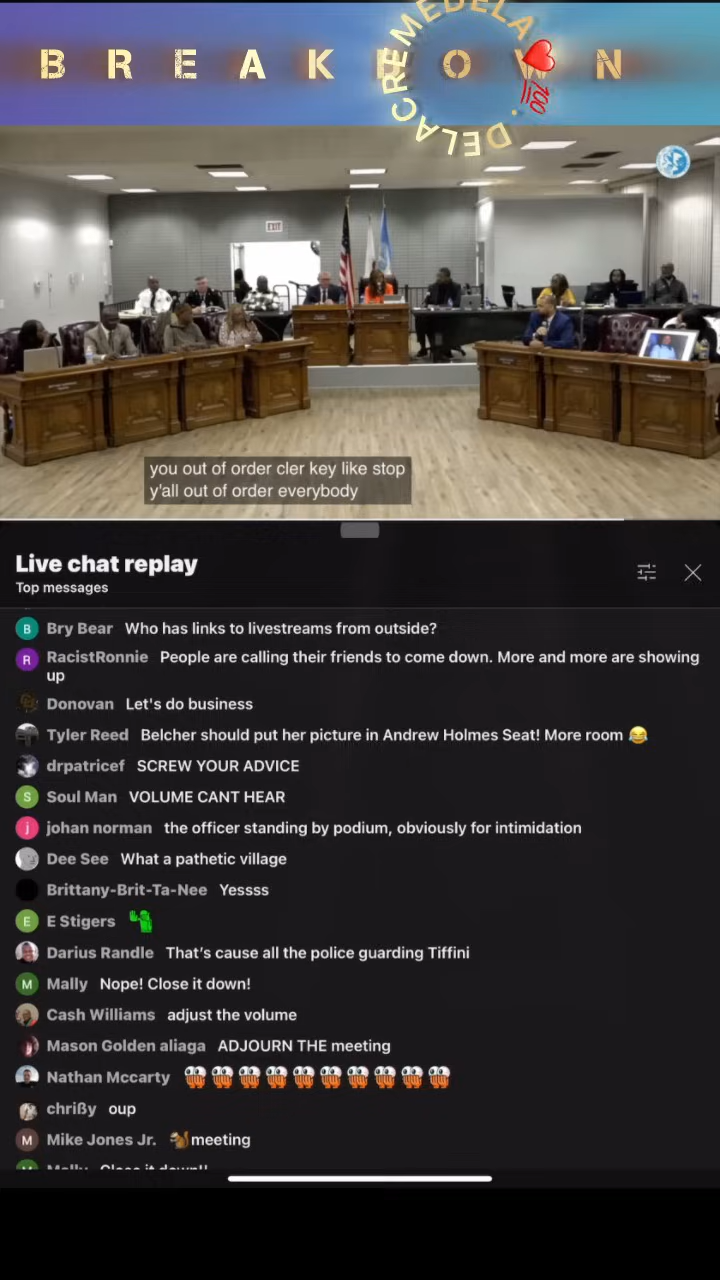 B R E A K D O W N
DELACREMEDELA
100
EXIT
you out of order cler key like stop
y'all out of order everybody
Live chat replay
Top messages
B Bry Bear Who has links to livestreams from outside?
R RacistRonnie People are calling their friends to come down. More and more are showing
up
Donovan Let's do business
Tyler Reed Belcher should put her picture in Andrew Holmes Seat! More room 😂
drpatricef SCREW YOUR ADVICE
S Soul Man VOLUME CANT HEAR
j johan norman the officer standing by podium, obviously for intimidation
Dee See What a pathetic village
Brittany-Brit-Ta-Nee Yessss
E E Stigers
Darius Randle That's cause all the police guarding Tiffini
M Mally Nope! Close it down!
Cash Williams adjust the volume
Mason Golden aliaga ADJOURN THE meeting
Nathan Mccarty
chrißy oup
M Mike Jones Jr. 🐿️meeting
M Mally Close it down!!